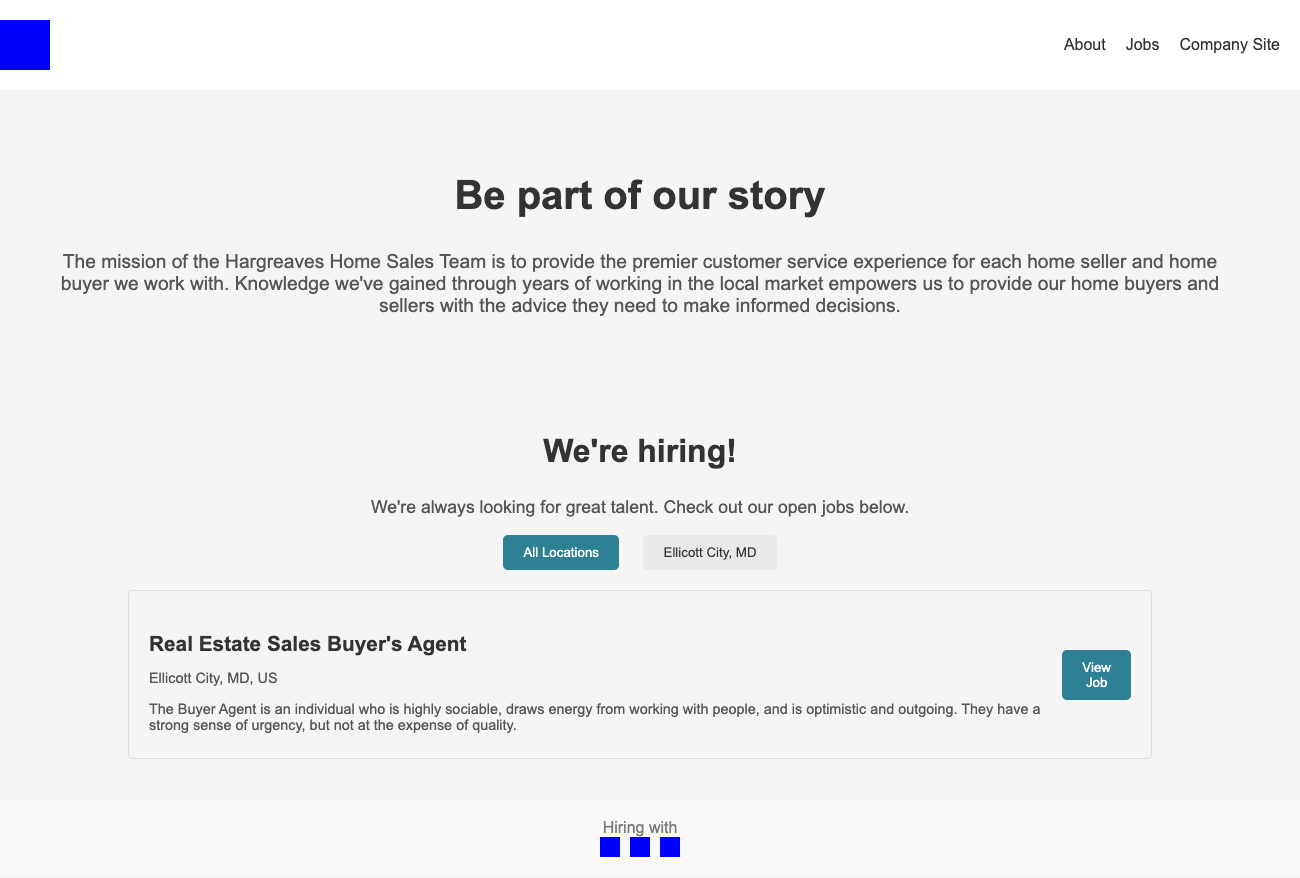 About Jobs Company Site
Be part of our story
The mission of the Hargreaves Home Sales Team is to provide the premier customer service experience for each home seller and home
buyer we work with. Knowledge we've gained through years of working in the local market empowers us to provide our home buyers and
sellers with the advice they need to make informed decisions.
We're hiring!
We're always looking for great talent. Check out our open jobs below.
All Locations Ellicott City, MD
Real Estate Sales Buyer's Agent
Ellicott City, MD, US
The Buyer Agent is an individual who is highly sociable, draws energy from working with people, and is optimistic and outgoing. They have a
strong sense of urgency, but not at the expense of quality.
View
Job
Hiring with